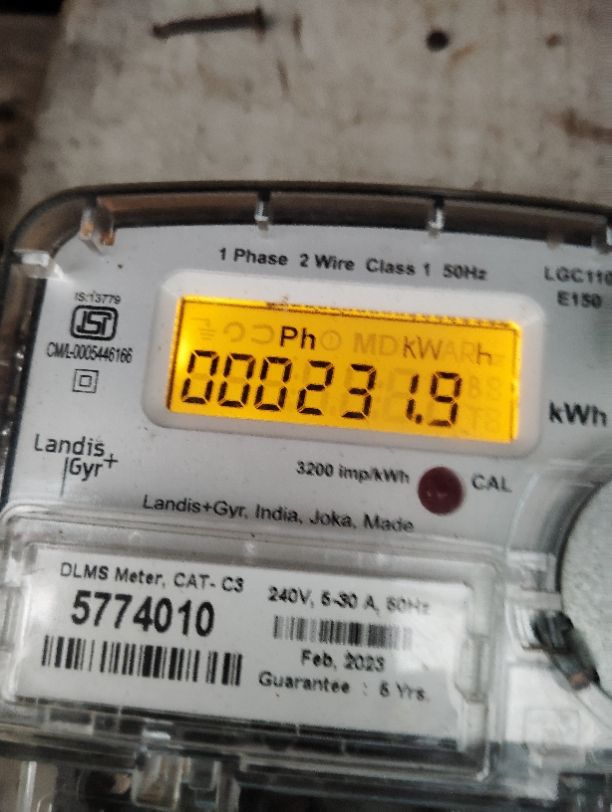 1 Phase 2 Wire Class 1 50Hz
LGC110
E150
IS:13779
ISI
CM/L-0005446166
Ph kW h
000231.9
kWh
Landis
Gyr+
3200 imp/kWh
CAL
Landis+Gyr, India, Joka, Made
DLMS Meter, CAT- C3
5774010
240V, 5-30 A, 50Hz
Feb, 2023
Guarantee : 5 Yrs.